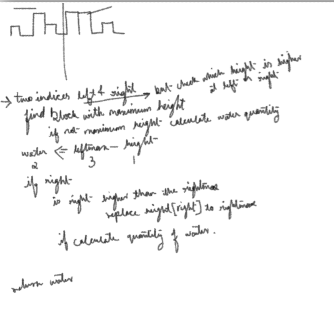 → two indices left & right → but check which height is higher
at left or right
find block with maximum height
if not maximum right calculate water quantity
water <= leftmax - height
2 3 1
if right
is right higher than the rightmax
replace height[right] to rightmax
if calculate quantity of water.
return water